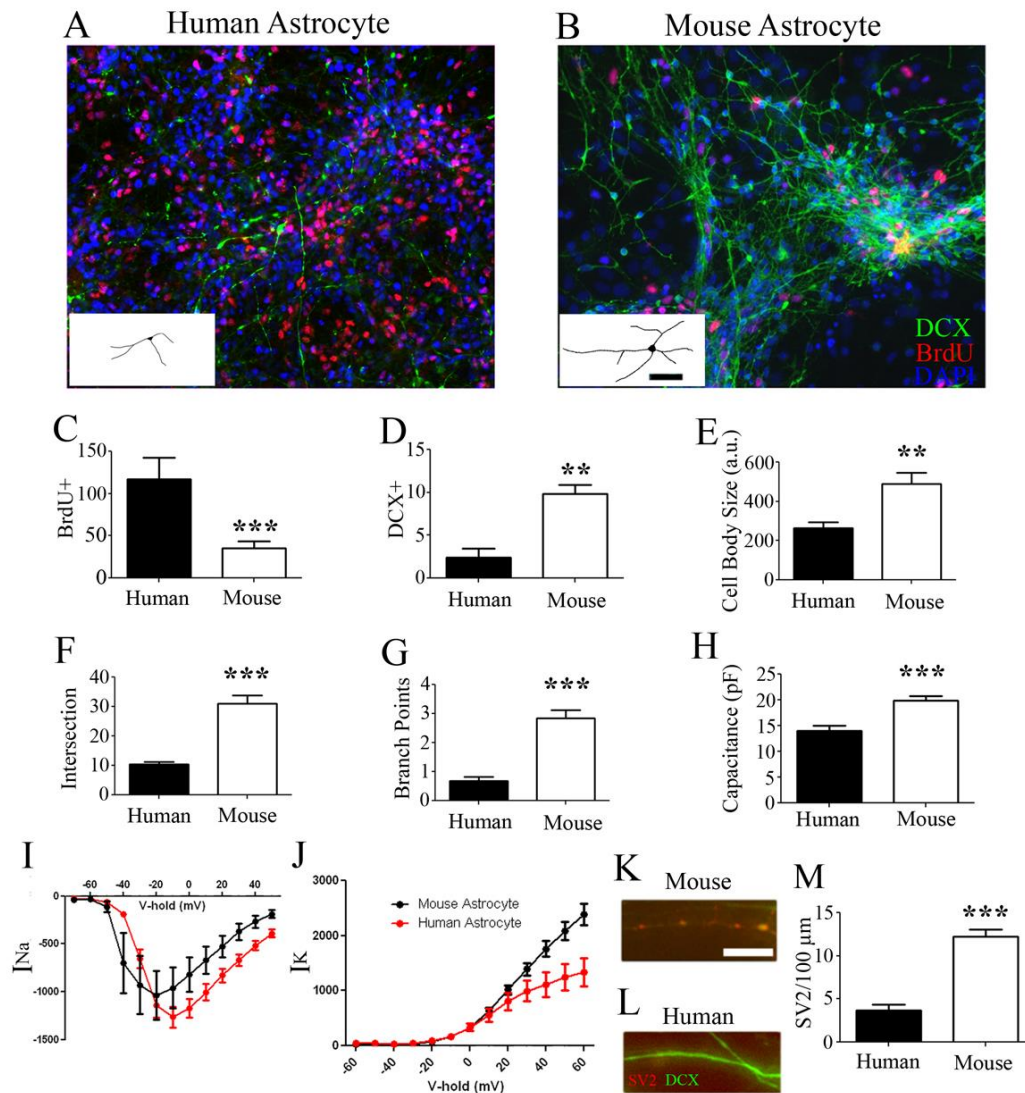 A Human Astrocyte
B Mouse Astrocyte
DCX
BrdU
DAPI
C
BrdU+
150
100
50
0
Human Mouse
D
DCX+
15
10
5
0
**
Human Mouse
E
Cell Body Size (a.u.)
600
400
200
0
**
Human Mouse
***
F
Intersection
40
30
20
10
0
***
Human Mouse
G
Branch Points
4
3
2
1
0
***
Human Mouse
H
Capacitance (pF)
25
20
15
10
5
0
***
Human Mouse
I
-60 -40 -20 0 20 40
V-hold (mV)
INa
0
-500
-1000
-1500
J
IK
3000
2000
1000
0
Mouse Astrocyte
Human Astrocyte
-60 -40 -20 0 20 40 60
V-hold (mV)
K
Mouse
L
Human
SV2 DCX
M
SV2/100 µm
15
10
5
0
***
Human Mouse